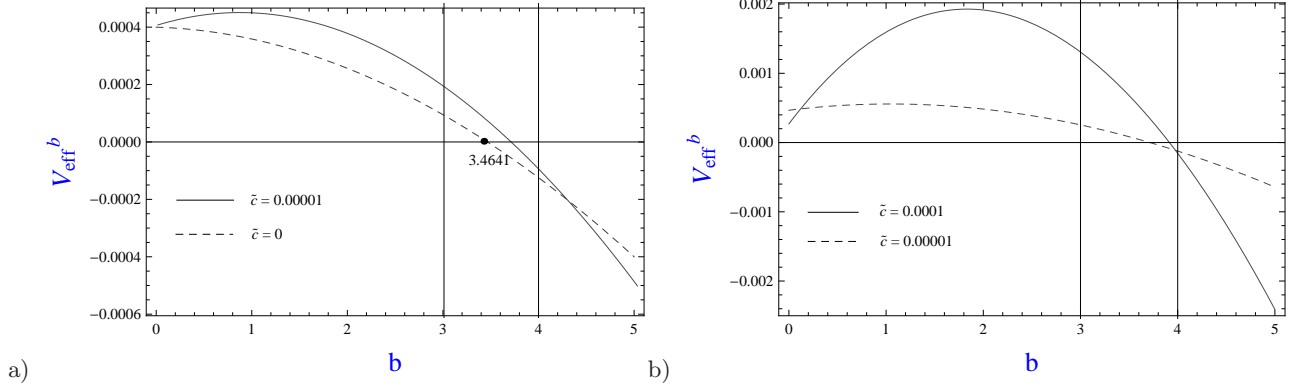 0.0004
0.0002
0.0000
−0.0002
−0.0004
−0.0006
V_eff^b
3.4641
c̃ = 0.00001
c̃ = 0
0 1 2 3 4 5
b
a)
0.002
0.001
0.000
−0.001
−0.002
V_eff^b
c̃ = 0.0001
c̃ = 0.00001
0 1 2 3 4 5
b
b)